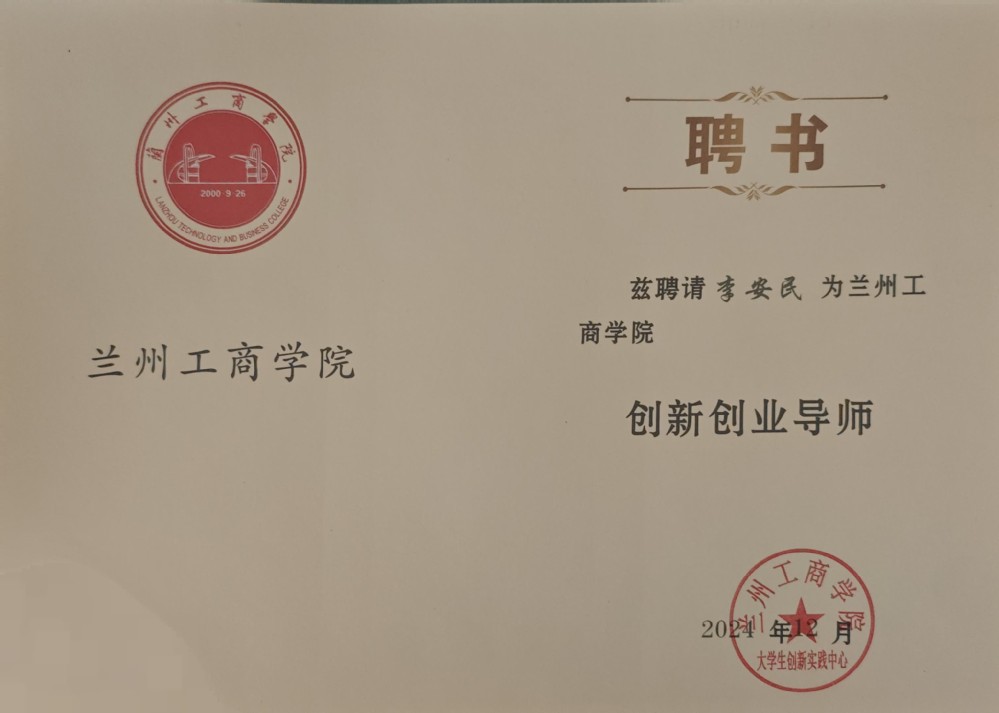 蘭州工商學院
2000·9·26
LANZHOU TECHNOLOGY AND BUSINESS COLLEGE
兰州工商学院
聘书
兹聘请 李安民 为兰州工
商学院
创新创业导师
兰州工商学院
2024 年12 月
大学生创新实践中心